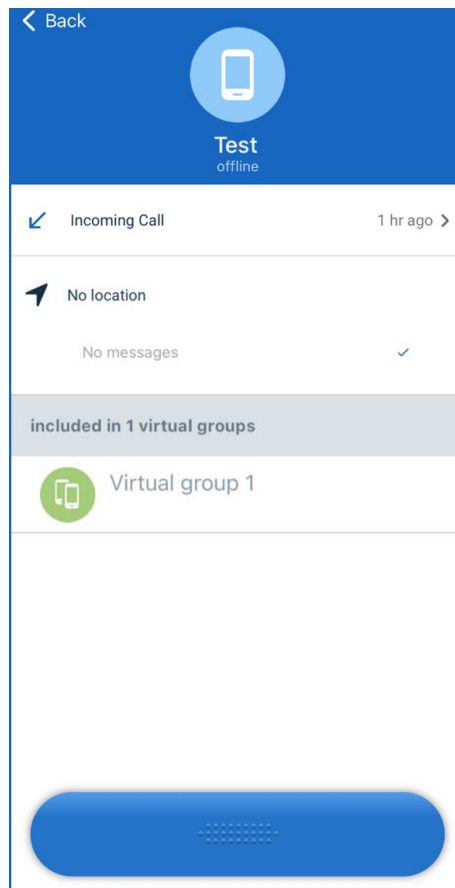 Back
Test
offline
Incoming Call 1 hr ago
No location
No messages
included in 1 virtual groups
Virtual group 1